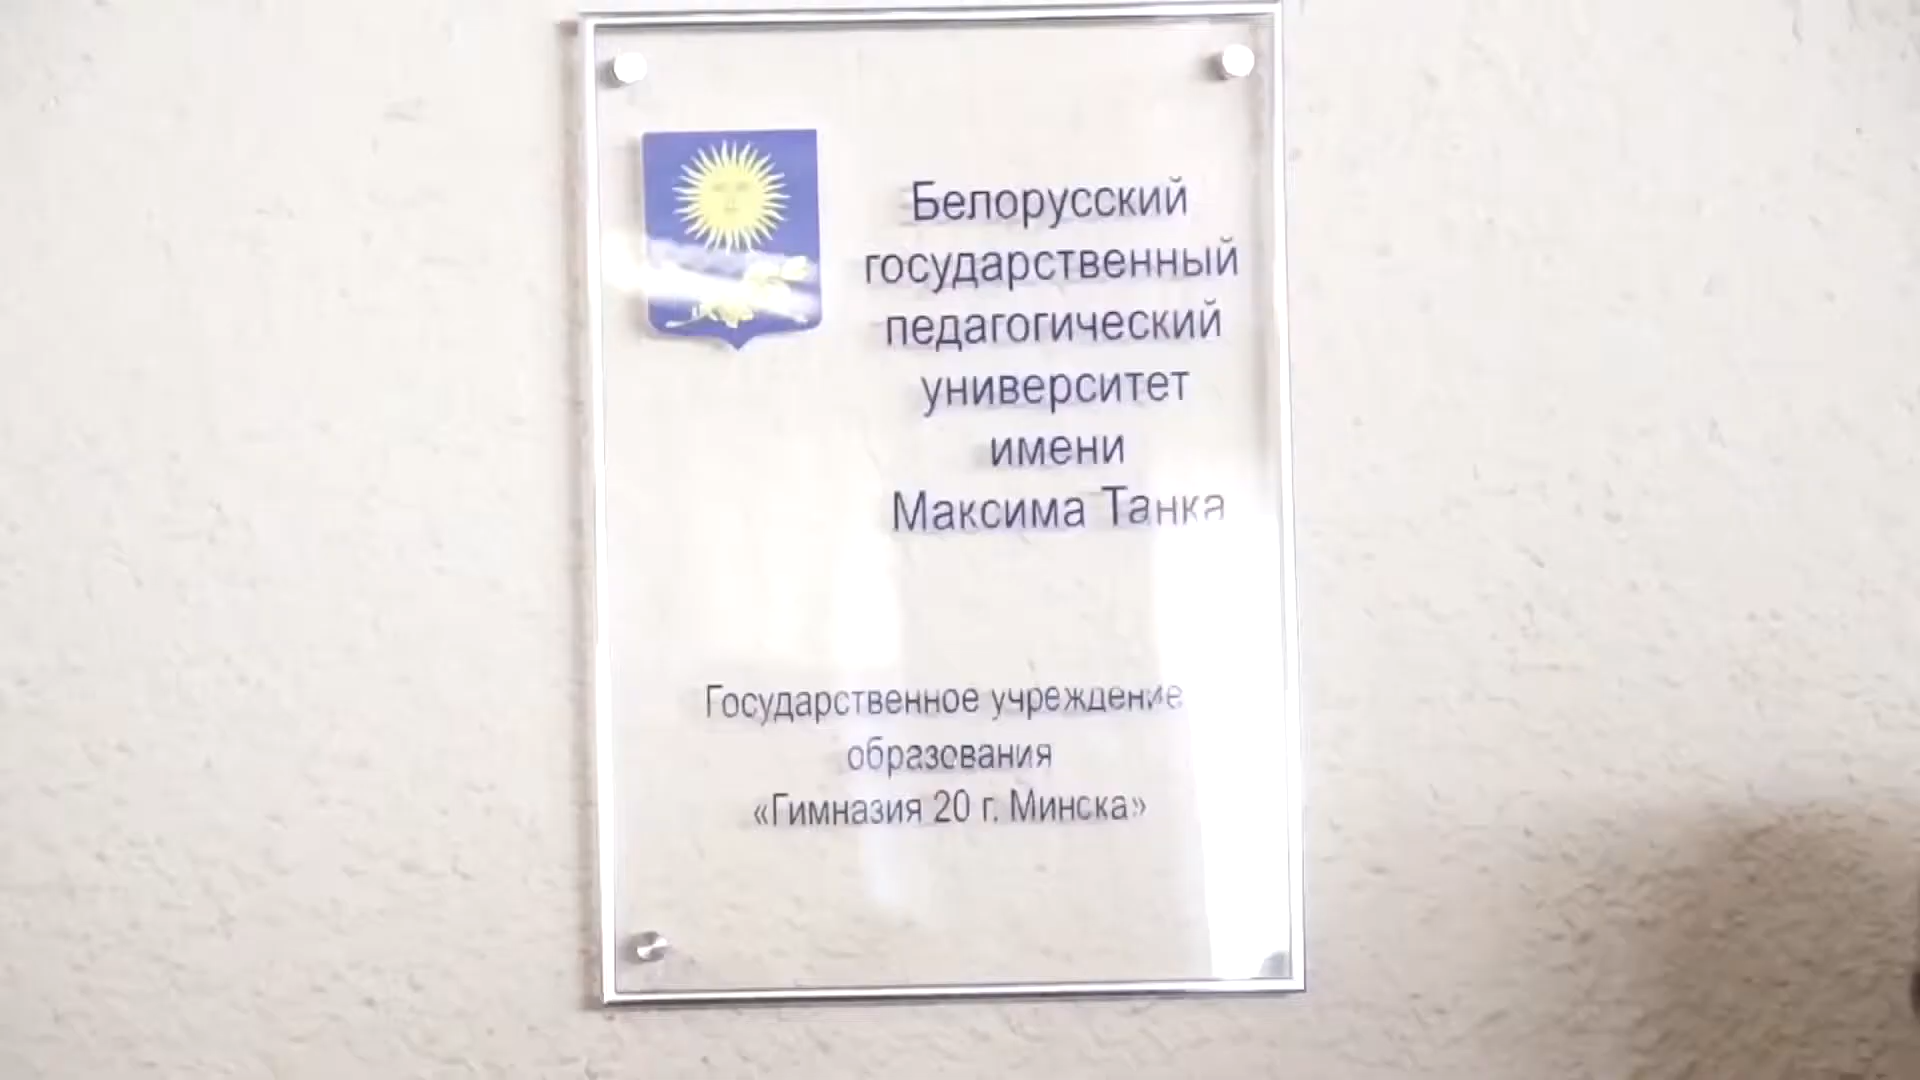 Белорусский
государственный
педагогический
университет
имени
Максима Танка
Государственное учреждение
образования
«Гимназия 20 г. Минска»